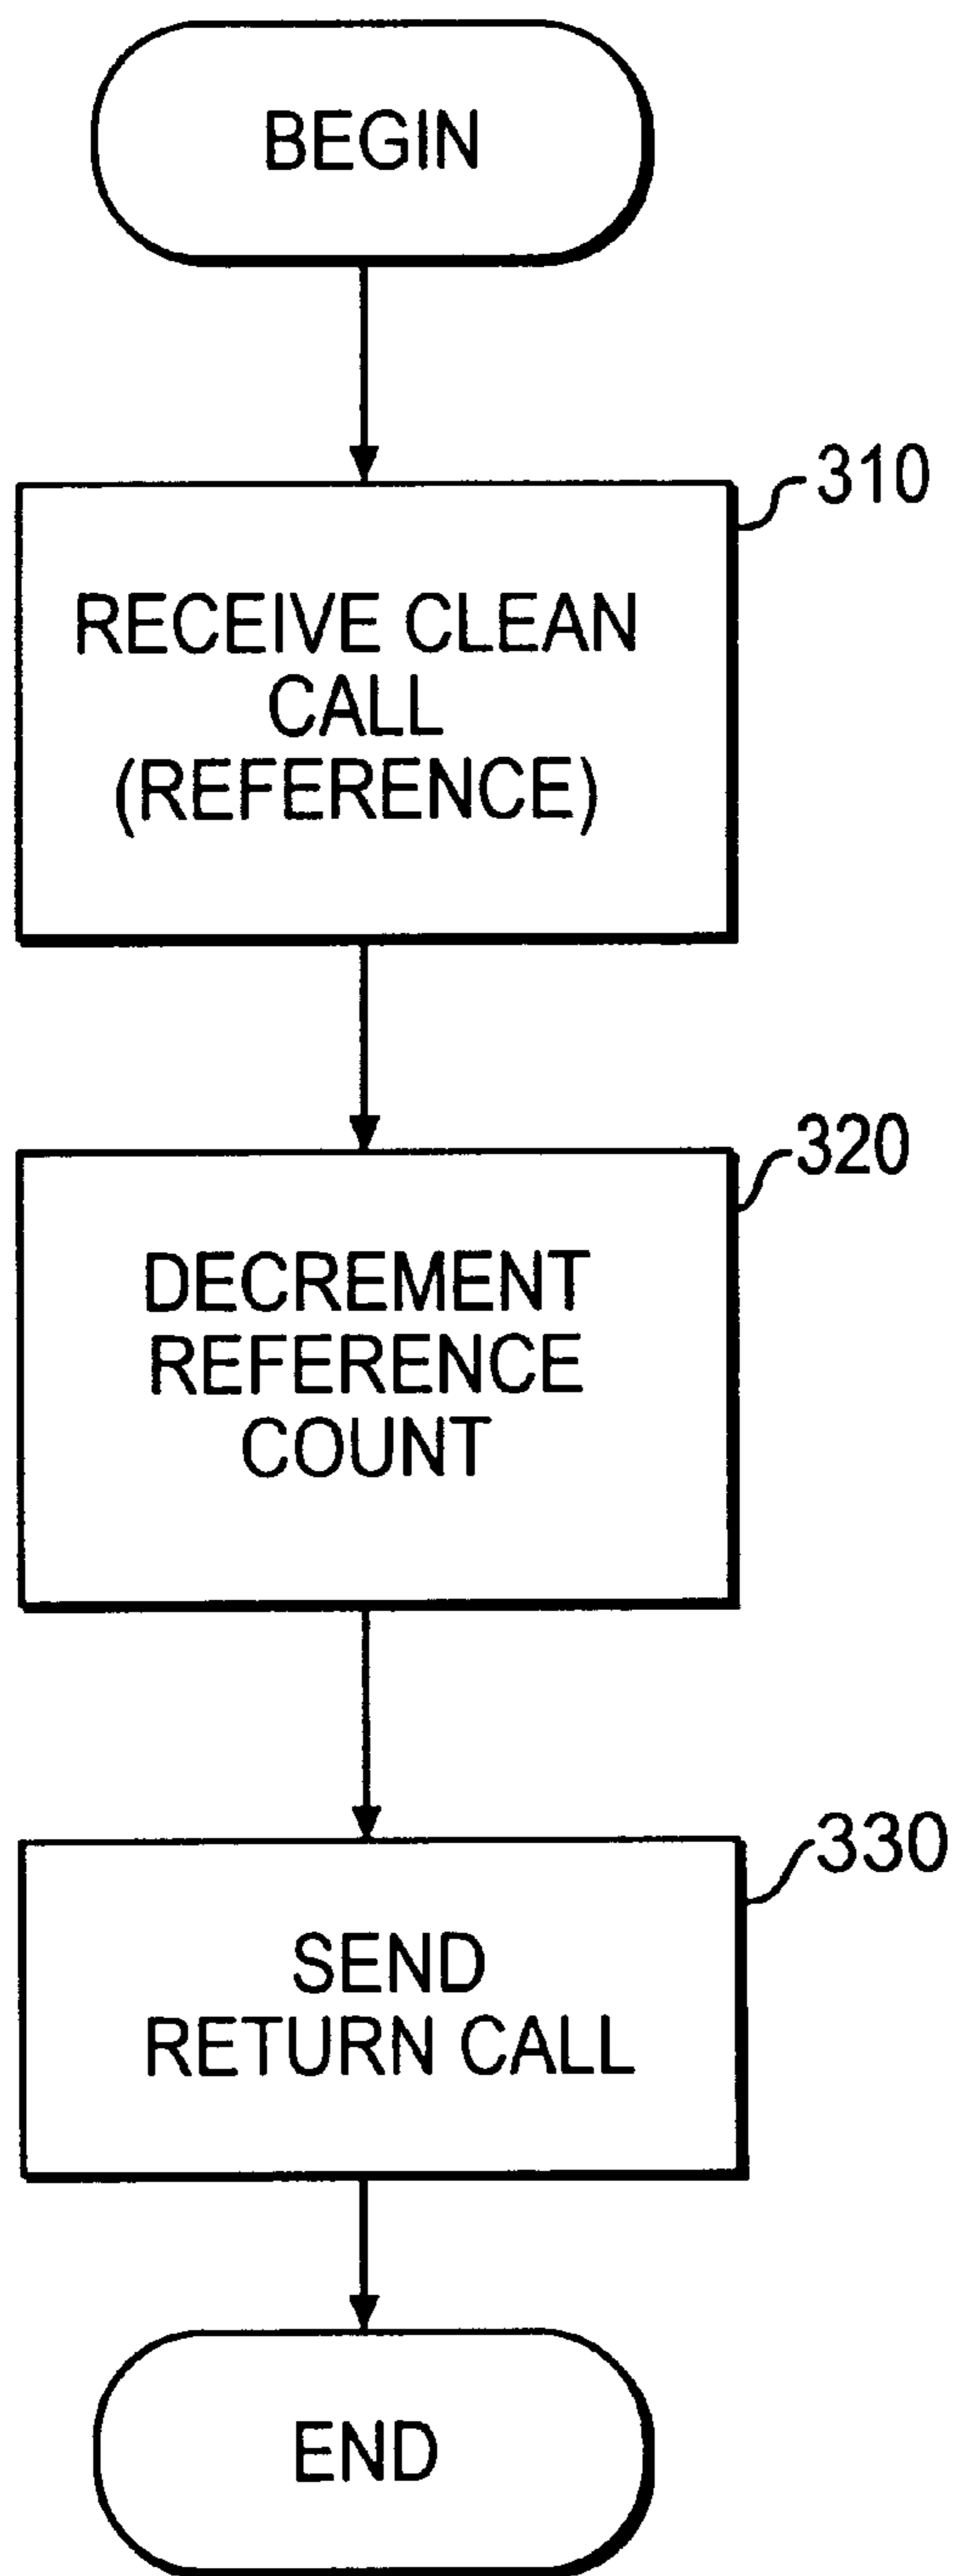 BEGIN
310
RECEIVE CLEAN
CALL
(REFERENCE)
320
DECREMENT
REFERENCE
COUNT
330
SEND
RETURN CALL
END